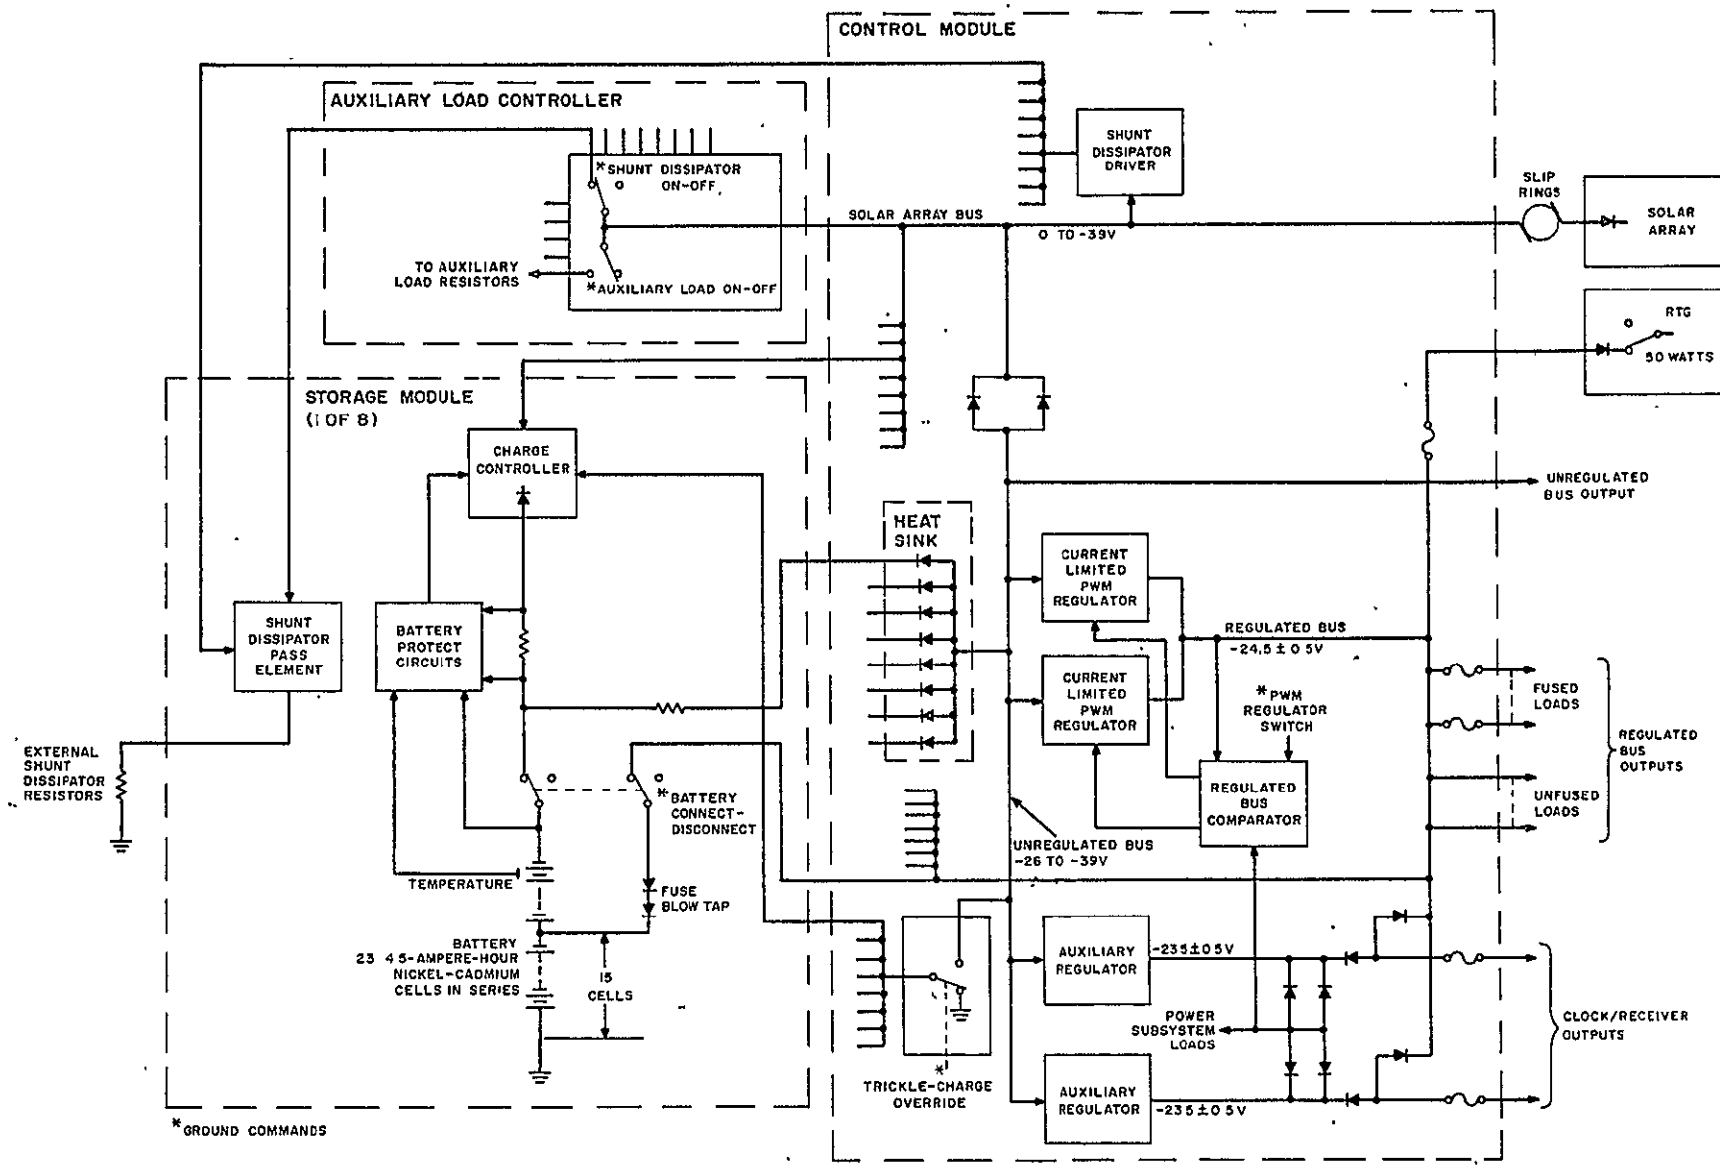 CONTROL MODULE
AUXILIARY LOAD CONTROLLER
* SHUNT DISSIPATOR
ON-OFF
SHUNT
DISSIPATOR
DRIVER
SLIP
RINGS
SOLAR
ARRAY
SOLAR ARRAY BUS
0 TO -39V
TO AUXILIARY
LOAD RESISTORS
*AUXILIARY LOAD ON-OFF
RTG
50 WATTS
STORAGE MODULE
(1 OF 8)
CHARGE
CONTROLLER
UNREGULATED
BUS OUTPUT
HEAT
SINK
CURRENT
LIMITED
PWM
REGULATOR
SHUNT
DISSIPATOR
PASS
ELEMENT
BATTERY
PROTECT
CIRCUITS
REGULATED BUS
-24.5 ± 0 5V
CURRENT
LIMITED
PWM
REGULATOR
*PWM
REGULATOR
SWITCH
FUSED
LOADS
REGULATED
BUS
OUTPUTS
EXTERNAL
SHUNT
DISSIPATOR
RESISTORS
* BATTERY
CONNECT-
DISCONNECT
REGULATED
BUS
COMPARATOR
UNFUSED
LOADS
UNREGULATED BUS
-26 TO -39V
TEMPERATURE
FUSE
BLOW TAP
BATTERY
23 4 5-AMPERE-HOUR
NICKEL-CADMIUM
CELLS IN SERIES
15
CELLS
AUXILIARY
REGULATOR
-235 ± 0 5V
POWER
SUBSYSTEM
LOADS
CLOCK/RECEIVER
OUTPUTS
*
TRICKLE-CHARGE
OVERRIDE
AUXILIARY
REGULATOR
-235 ± 0 5V
*GROUND COMMANDS